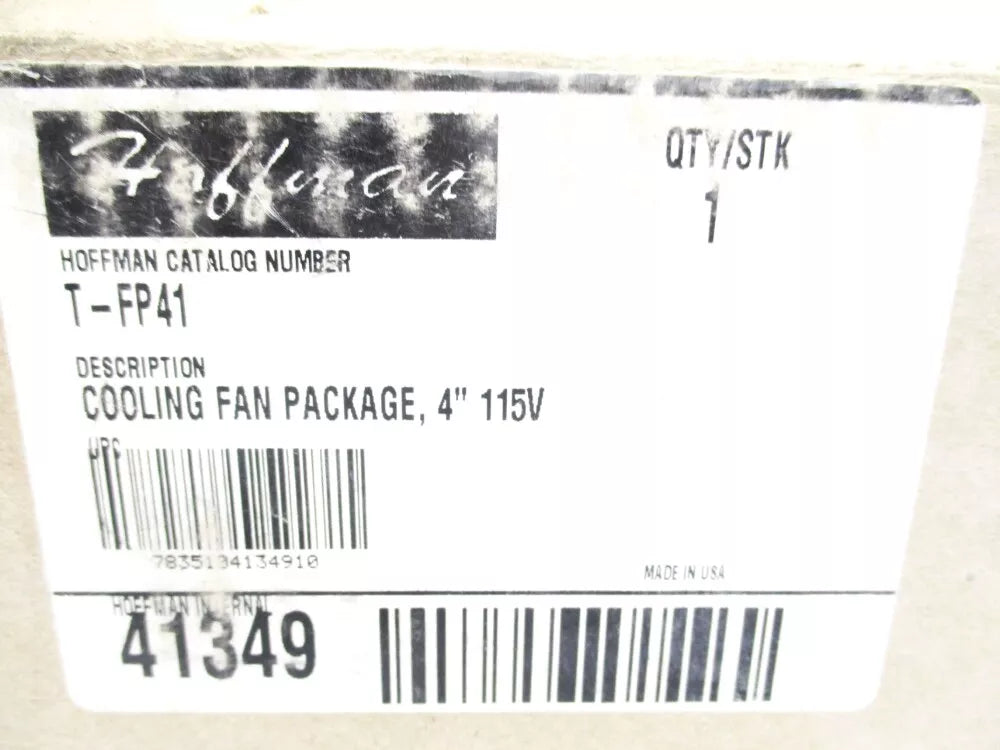 Hoffman
QTY/STK
1
HOFFMAN CATALOG NUMBER
T-FP41
DESCRIPTION
COOLING FAN PACKAGE, 4" 115V
UPC
MADE IN USA
HOFFMAN INTERNAL
41349